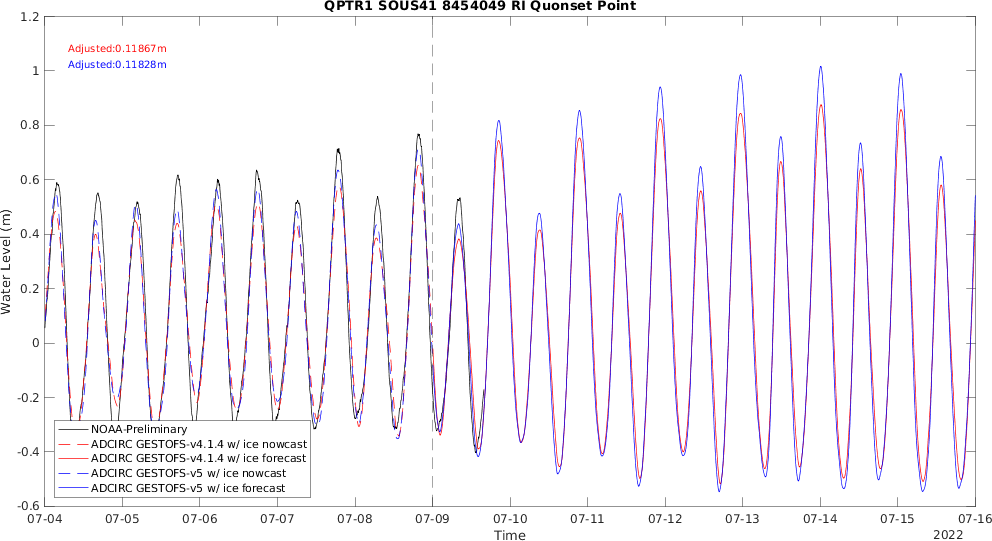 QPTR1 SOUS41 8454049 RI Quonset Point
1.2
1
0.8
0.6
0.4
0.2
0
-0.2
-0.4
-0.6
Water Level (m)
Adjusted:0.11867m
Adjusted:0.11828m
NOAA-Preliminary
ADCIRC GESTOFS-v4.1.4 w/ ice nowcast
ADCIRC GESTOFS-v4.1.4 w/ ice forecast
ADCIRC GESTOFS-v5 w/ ice nowcast
ADCIRC GESTOFS-v5 w/ ice forecast
07-04 07-05 07-06 07-07 07-08 07-09 07-10 07-11 07-12 07-13 07-14 07-15 07-16
Time
2022